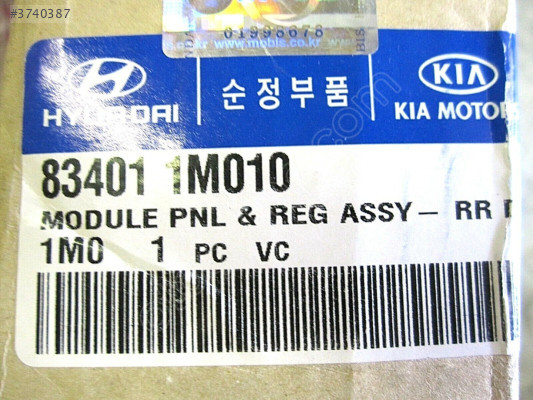 #3740387
61998678
www.mobis.co.kr
HYUNDAI
순정부품
KIA
KIA MOTOR
83401 1M010
MODULE PNL & REG ASSY— RR
1M0 1 PC VC